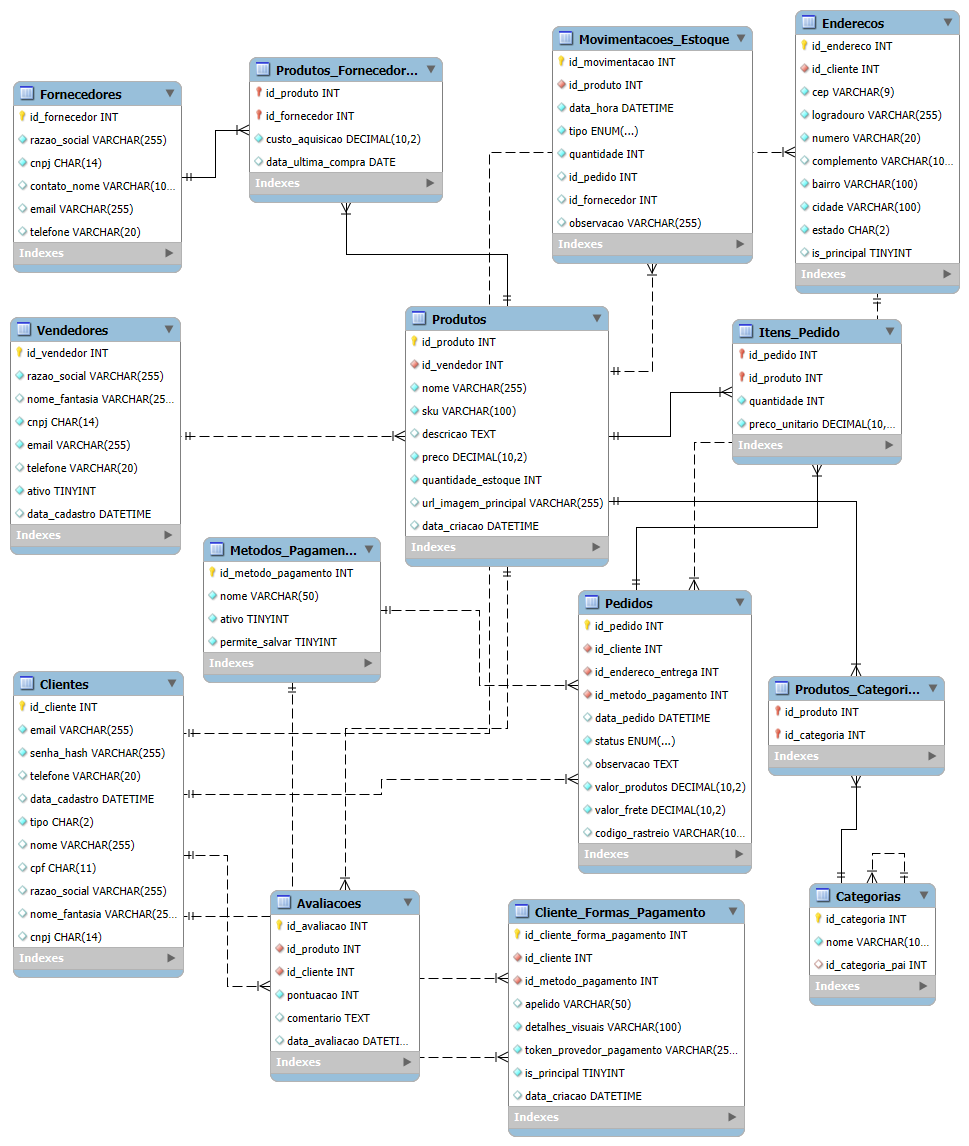 Fornecedores
id_fornecedor INT
razao_social VARCHAR(255)
cnpj CHAR(14)
contato_nome VARCHAR(10...
email VARCHAR(255)
telefone VARCHAR(20)
Indexes
Produtos_Fornecedor...
id_produto INT
id_fornecedor INT
custo_aquisicao DECIMAL(10,2)
data_ultima_compra DATE
Indexes
Movimentacoes_Estoque
id_movimentacao INT
id_produto INT
data_hora DATETIME
tipo ENUM(...)
quantidade INT
id_pedido INT
id_fornecedor INT
observacao VARCHAR(255)
Indexes
Enderecos
id_endereco INT
id_cliente INT
cep VARCHAR(9)
logradouro VARCHAR(255)
numero VARCHAR(20)
complemento VARCHAR(10...
bairro VARCHAR(100)
cidade VARCHAR(100)
estado CHAR(2)
is_principal TINYINT
Indexes
Vendedores
id_vendedor INT
razao_social VARCHAR(255)
nome_fantasia VARCHAR(25...
cnpj CHAR(14)
email VARCHAR(255)
telefone VARCHAR(20)
ativo TINYINT
data_cadastro DATETIME
Indexes
Produtos
id_produto INT
id_vendedor INT
nome VARCHAR(255)
sku VARCHAR(100)
descricao TEXT
preco DECIMAL(10,2)
quantidade_estoque INT
url_imagem_principal VARCHAR(255)
data_criacao DATETIME
Indexes
Itens_Pedido
id_pedido INT
id_produto INT
quantidade INT
preco_unitario DECIMAL(10,...
Indexes
Metodos_Pagamen...
id_metodo_pagamento INT
nome VARCHAR(50)
ativo TINYINT
permite_salvar TINYINT
Indexes
Pedidos
id_pedido INT
id_cliente INT
id_endereco_entrega INT
id_metodo_pagamento INT
data_pedido DATETIME
status ENUM(...)
observacao TEXT
valor_produtos DECIMAL(10,2)
valor_frete DECIMAL(10,2)
codigo_rastreio VARCHAR(10...
Indexes
Clientes
id_cliente INT
email VARCHAR(255)
senha_hash VARCHAR(255)
telefone VARCHAR(20)
data_cadastro DATETIME
tipo CHAR(2)
nome VARCHAR(255)
cpf CHAR(11)
razao_social VARCHAR(255)
nome_fantasia VARCHAR(25...
cnpj CHAR(14)
Indexes
Produtos_Categori...
id_produto INT
id_categoria INT
Indexes
Avaliacoes
id_avaliacao INT
id_produto INT
id_cliente INT
pontuacao INT
comentario TEXT
data_avaliacao DATETI...
Indexes
Cliente_Formas_Pagamento
id_cliente_forma_pagamento INT
id_cliente INT
id_metodo_pagamento INT
apelido VARCHAR(50)
detalhes_visuais VARCHAR(100)
token_provedor_pagamento VARCHAR(25...
is_principal TINYINT
data_criacao DATETIME
Indexes
Categorias
id_categoria INT
nome VARCHAR(10...
id_categoria_pai INT
Indexes